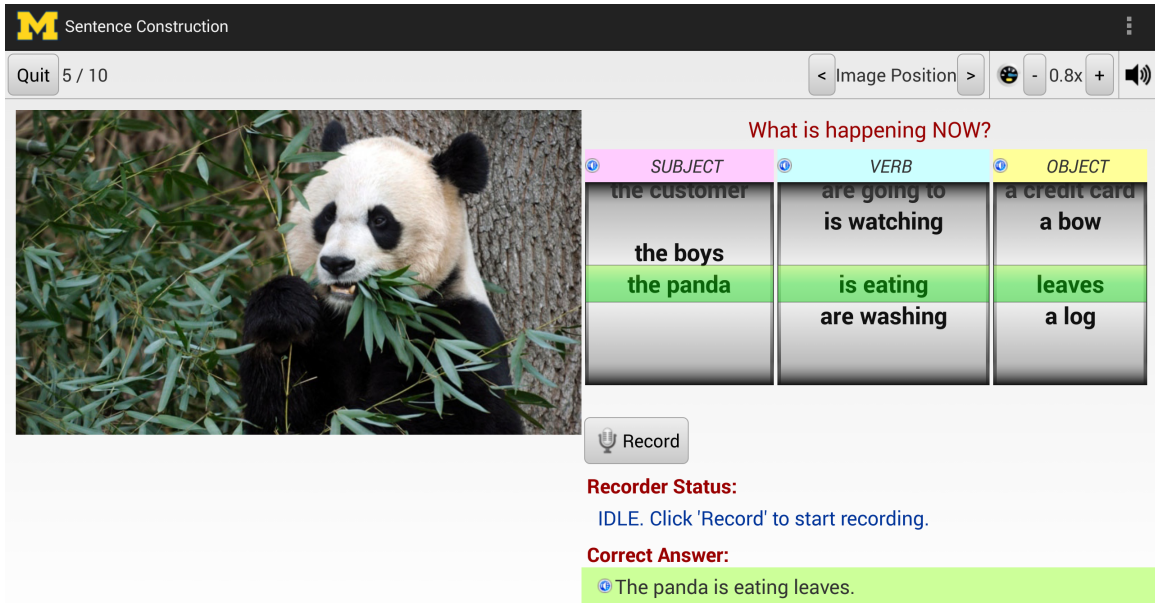 M Sentence Construction
Quit 5 / 10 < Image Position > - 0.8x +
What is happening NOW?
SUBJECT VERB OBJECT
the customer are going to a credit card
is watching a bow
the boys
the panda is eating leaves
are washing a log
Record
Recorder Status:
IDLE. Click 'Record' to start recording.
Correct Answer:
The panda is eating leaves.